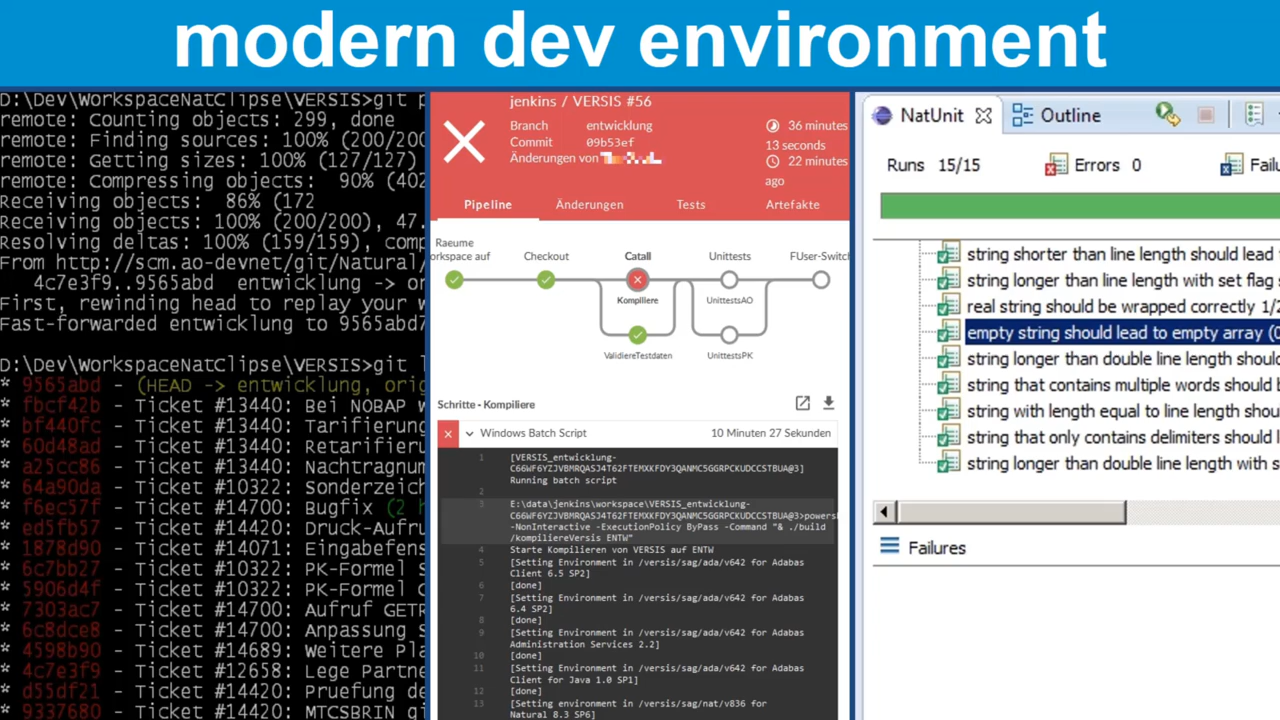 modern dev environment
D:\Dev\WorkspaceNatClipse\VERSIS>git p
remote: Counting objects: 299, done
remote: Finding sources: 100% (200/200)
remote: Getting sizes: 100% (127/127)
remote: Compressing objects:  90% (402
Receiving objects:  86% (172
Receiving objects: 100% (200/200), 47.
Resolving deltas: 100% (159/159), comp
From http://scm.ao-devnet/git/Natural/
4c7e3f9..9565abd  entwicklung -> or
First, rewinding head to replay your
Fast-forwarded entwicklung to 9565abd7
D:\Dev\WorkspaceNatClipse\VERSIS>git l
* 9565abd - (HEAD -> entwicklung, orig
* fbcf42b - Ticket #13440: Bei NOBAP w
* bf440fc - Ticket #13440: Tarifierung
* 60d48ad - Ticket #13440: Retarifieru
* a25cc86 - Ticket #13440: Nachtragnum
* 64a90da - Ticket #10322: Sonderzeich
* f6ec57f - Ticket #14700: Bugfix (2 h
* ed5fb57 - Ticket #14420: Druck-Aufru
* 1878d90 - Ticket #14071: Eingabefens
* 6c7bb27 - Ticket #10322: PK-Formel S
* 5906d4f - Ticket #10322: PK-Formel C
* 7303ac7 - Ticket #14700: Aufruf GETR
* 6c8dce8 - Ticket #14700: Anpassung s
* 4598b90 - Ticket #14689: Weitere Pla
* 4c7e3f9 - Ticket #12658: Lege Partne
* d55df21 - Ticket #14420: Pruefung de
* 9337680 - Ticket #14420: MTCSBRIN gi
jenkins / VERSIS #56
Branch entwicklung
Commit 09b53ef
Änderungen von
36 minutes
13 seconds
22 minutes
ago
Pipeline Änderungen Tests Artefakte
Raeume
orkspace auf
Checkout
Catall
Unittests
FUser-Switch
Kompiliere
UnittestsAO
ValidiereTestdaten
UnittestsPK
Schritte - Kompiliere
Windows Batch Script 10 Minuten 27 Sekunden
1 [VERSIS_entwicklung-
C66WF6YZJVBMRQASJ4T62FTEMXKFDY3QANMC5GGRPCKUDCCSTBUA@3]
Running batch script
2
3 E:\data\jenkins\workspace\VERSIS_entwicklung-
C66WF6YZJVBMRQASJ4T62FTEMXKFDY3QANMC5GGRPCKUDCCSTBUA@3>powersh
-NonInteractive -ExecutionPolicy ByPass -Command "& ./build
/kompiliereVersis ENTW"
4 Starte Kompilieren von VERSIS auf ENTW
5 [Setting Environment in /versis/sag/ada/v642 for Adabas
Client 6.5 SP2]
6 [done]
7 [Setting Environment in /versis/sag/ada/v642 for Adabas
6.4 SP2]
8 [done]
9 [Setting Environment in /versis/sag/ada/v642 for Adabas
Administration Services 2.2]
10 [done]
11 [Setting Environment in /versis/sag/ada/v642 for Adabas
Client for Java 1.0 SP1]
12 [done]
13 [Setting environment in /versis/sag/nat/v836 for
Natural 8.3 SP6]
NatUnit Outline
Runs 15/15 Errors 0 Failu
string shorter than line length should lead t
string longer than line length with set flag s
real string should be wrapped correctly 1/2
empty string should lead to empty array (0
string longer than double line length should
string that contains multiple words should b
string with length equal to line length shou
string that only contains delimiters should l
string longer than double line length with s
Failures